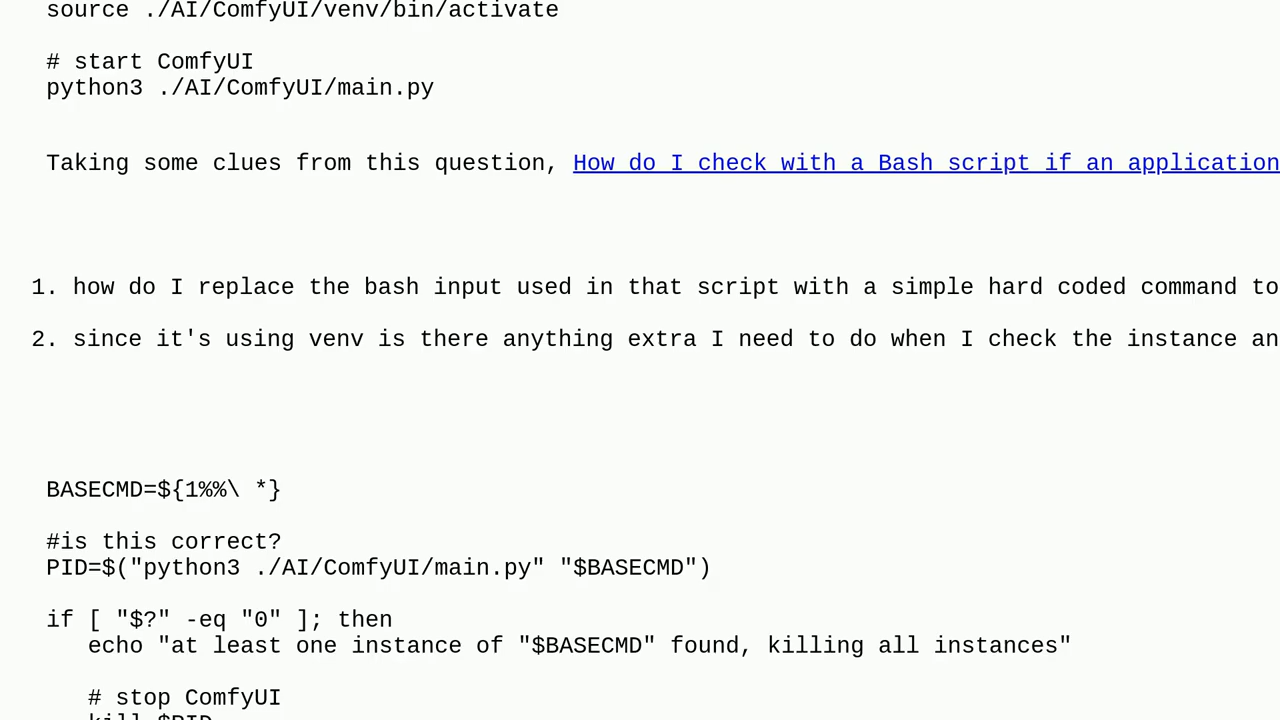 source ./AI/ComfyUI/venv/bin/activate
# start ComfyUI
python3 ./AI/ComfyUI/main.py
Taking some clues from this question, How do I check with a Bash script if an application
1. how do I replace the bash input used in that script with a simple hard coded command to
2. since it's using venv is there anything extra I need to do when I check the instance an
BASECMD=${1%%\ *}
#is this correct?
PID=$("python3 ./AI/ComfyUI/main.py" "$BASECMD")
if [ "$?" -eq "0" ]; then
echo "at least one instance of "$BASECMD" found, killing all instances"
# stop ComfyUI
kill $PID